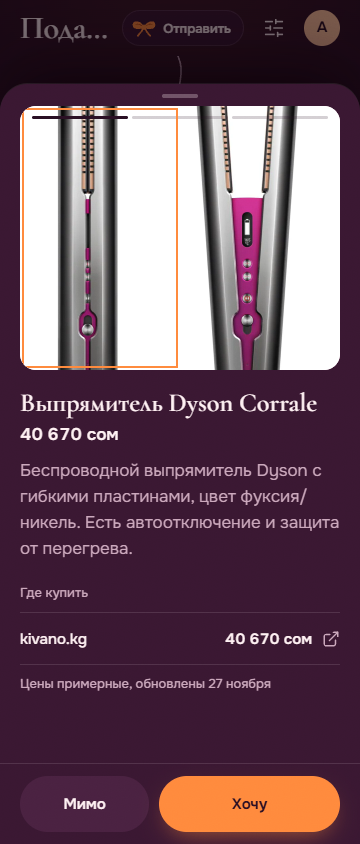 Пода...
Отправить
A
Выпрямитель Dyson Corrale
40 670 сом
Беспроводной выпрямитель Dyson с
гибкими пластинами, цвет фуксия/
никель. Есть автоотключение и защита
от перегрева.
Где купить
kivano.kg
40 670 сом
Цены примерные, обновлены 27 ноября
Мимо
Хочу